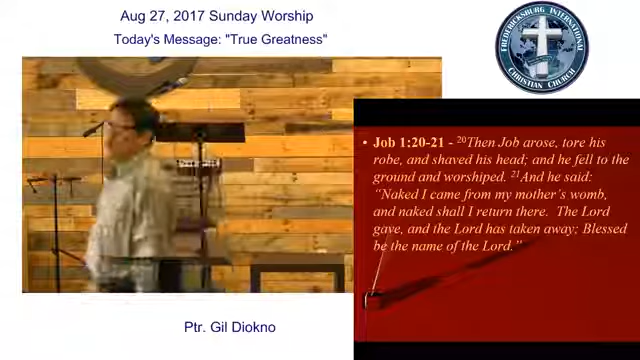 Aug 27, 2017 Sunday Worship
Today's Message: "True Greatness"
FREDERICKSBURG INTERNATIONAL
CHRISTIAN CHURCH
• Job 1:20-21 - 20Then Job arose, tore his
robe, and shaved his head; and he fell to the
ground and worshiped. 21And he said:
“Naked I came from my mother’s womb,
and naked shall I return there. The Lord
gave, and the Lord has taken away; Blessed
be the name of the Lord.”
Ptr. Gil Diokno